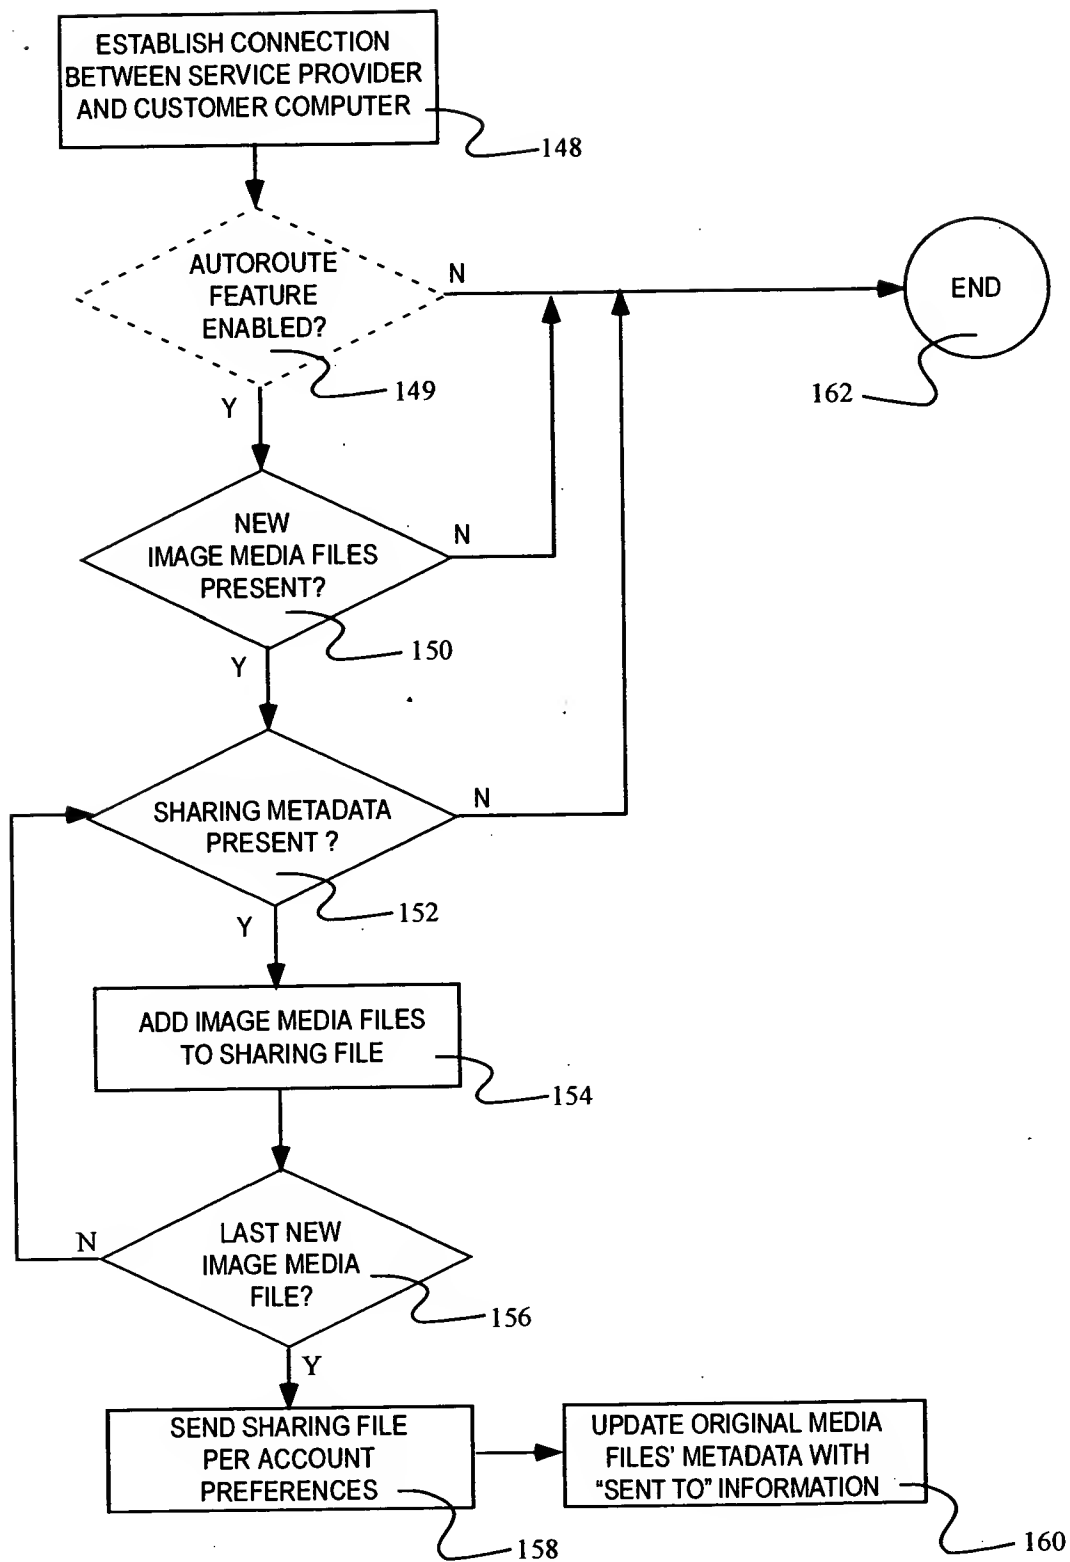 ESTABLISH CONNECTION
BETWEEN SERVICE PROVIDER
AND CUSTOMER COMPUTER
148
AUTOROUTE
FEATURE
ENABLED?
N
149
Y
END
162
NEW
IMAGE MEDIA FILES
PRESENT?
N
150
Y
SHARING METADATA
PRESENT ?
N
152
Y
ADD IMAGE MEDIA FILES
TO SHARING FILE
154
LAST NEW
IMAGE MEDIA
FILE?
N
156
Y
SEND SHARING FILE
PER ACCOUNT
PREFERENCES
158
UPDATE ORIGINAL MEDIA
FILES' METADATA WITH
“SENT TO” INFORMATION
160